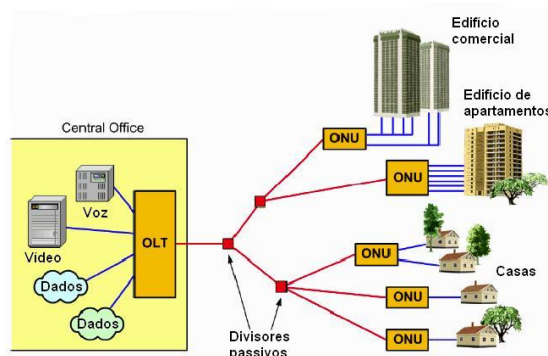 Edifício
comercial
Edifício de
apartamentos
Central Office
ONU
Voz
ONU
Video
OLT
ONU
Casas
Dados
ONU
Dados
Divisores
passivos
ONU